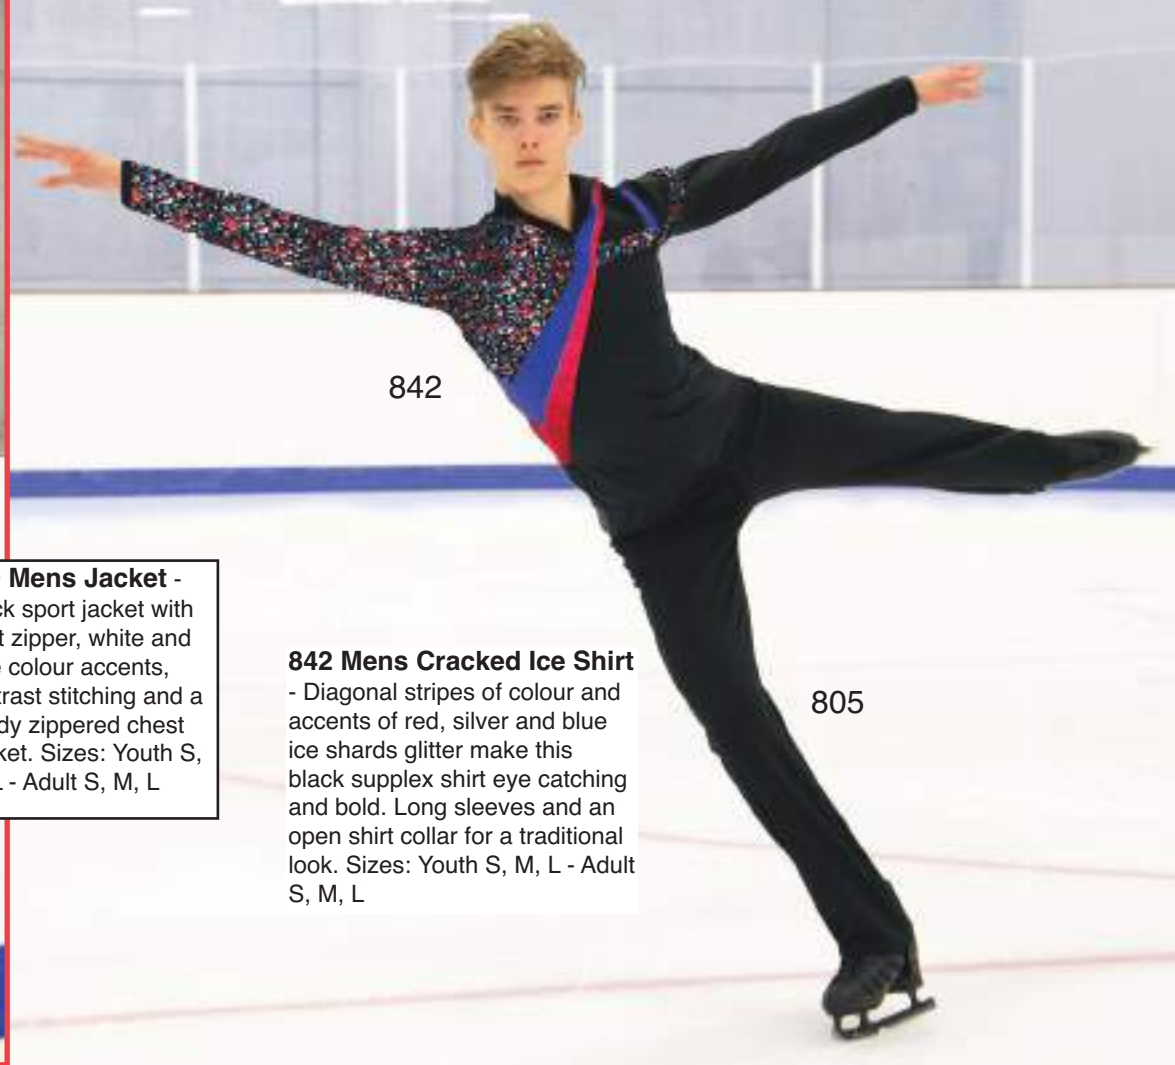 842
Mens Jacket -
ck sport jacket with
t zipper, white and
e colour accents,
trast stitching and a
dy zippered chest
ket. Sizes: Youth S,
L - Adult S, M, L
842 Mens Cracked Ice Shirt
- Diagonal stripes of colour and
accents of red, silver and blue
ice shards glitter make this
black supplex shirt eye catching
and bold. Long sleeves and an
open shirt collar for a traditional
look. Sizes: Youth S, M, L - Adult
S, M, L
805